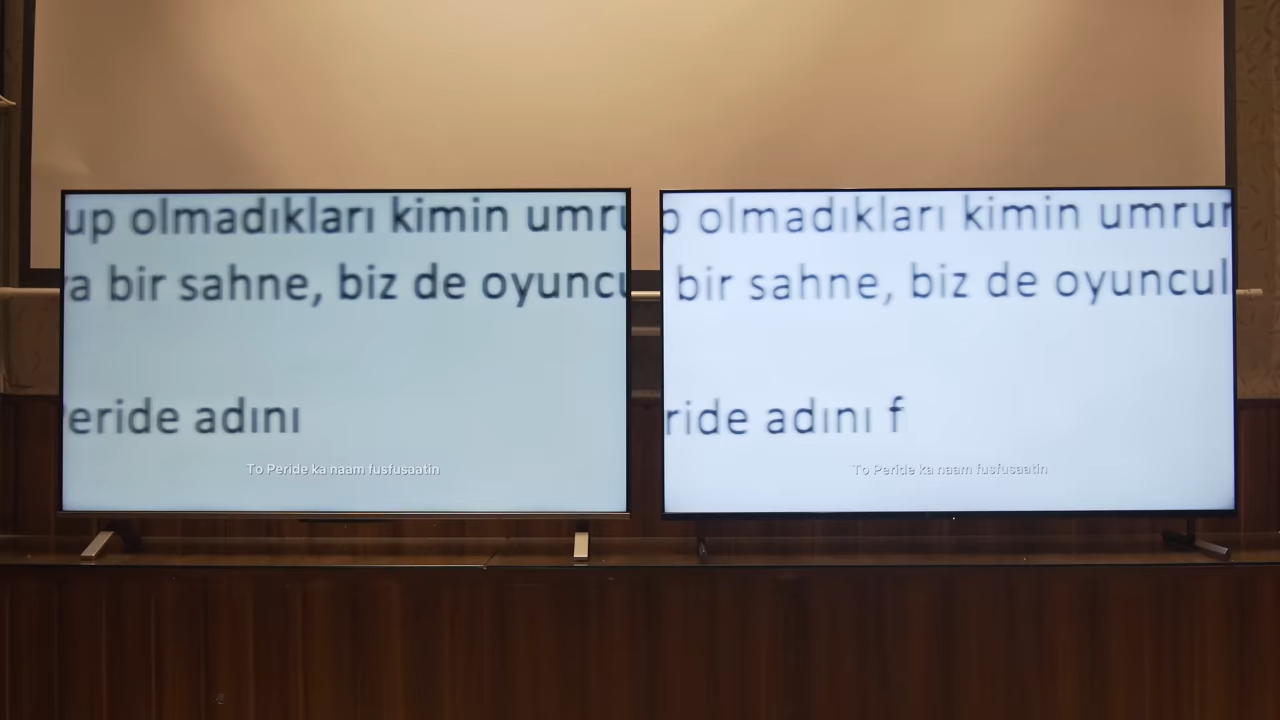 up olmadıkları kimin umru
a bir sahne, biz de oyuncu
eride adını
To Peride ka naam fusfusaatin
p olmadıkları kimin umrur
bir sahne, biz de oyuncul
ride adını f
To Peride ka naam fusfusaatin